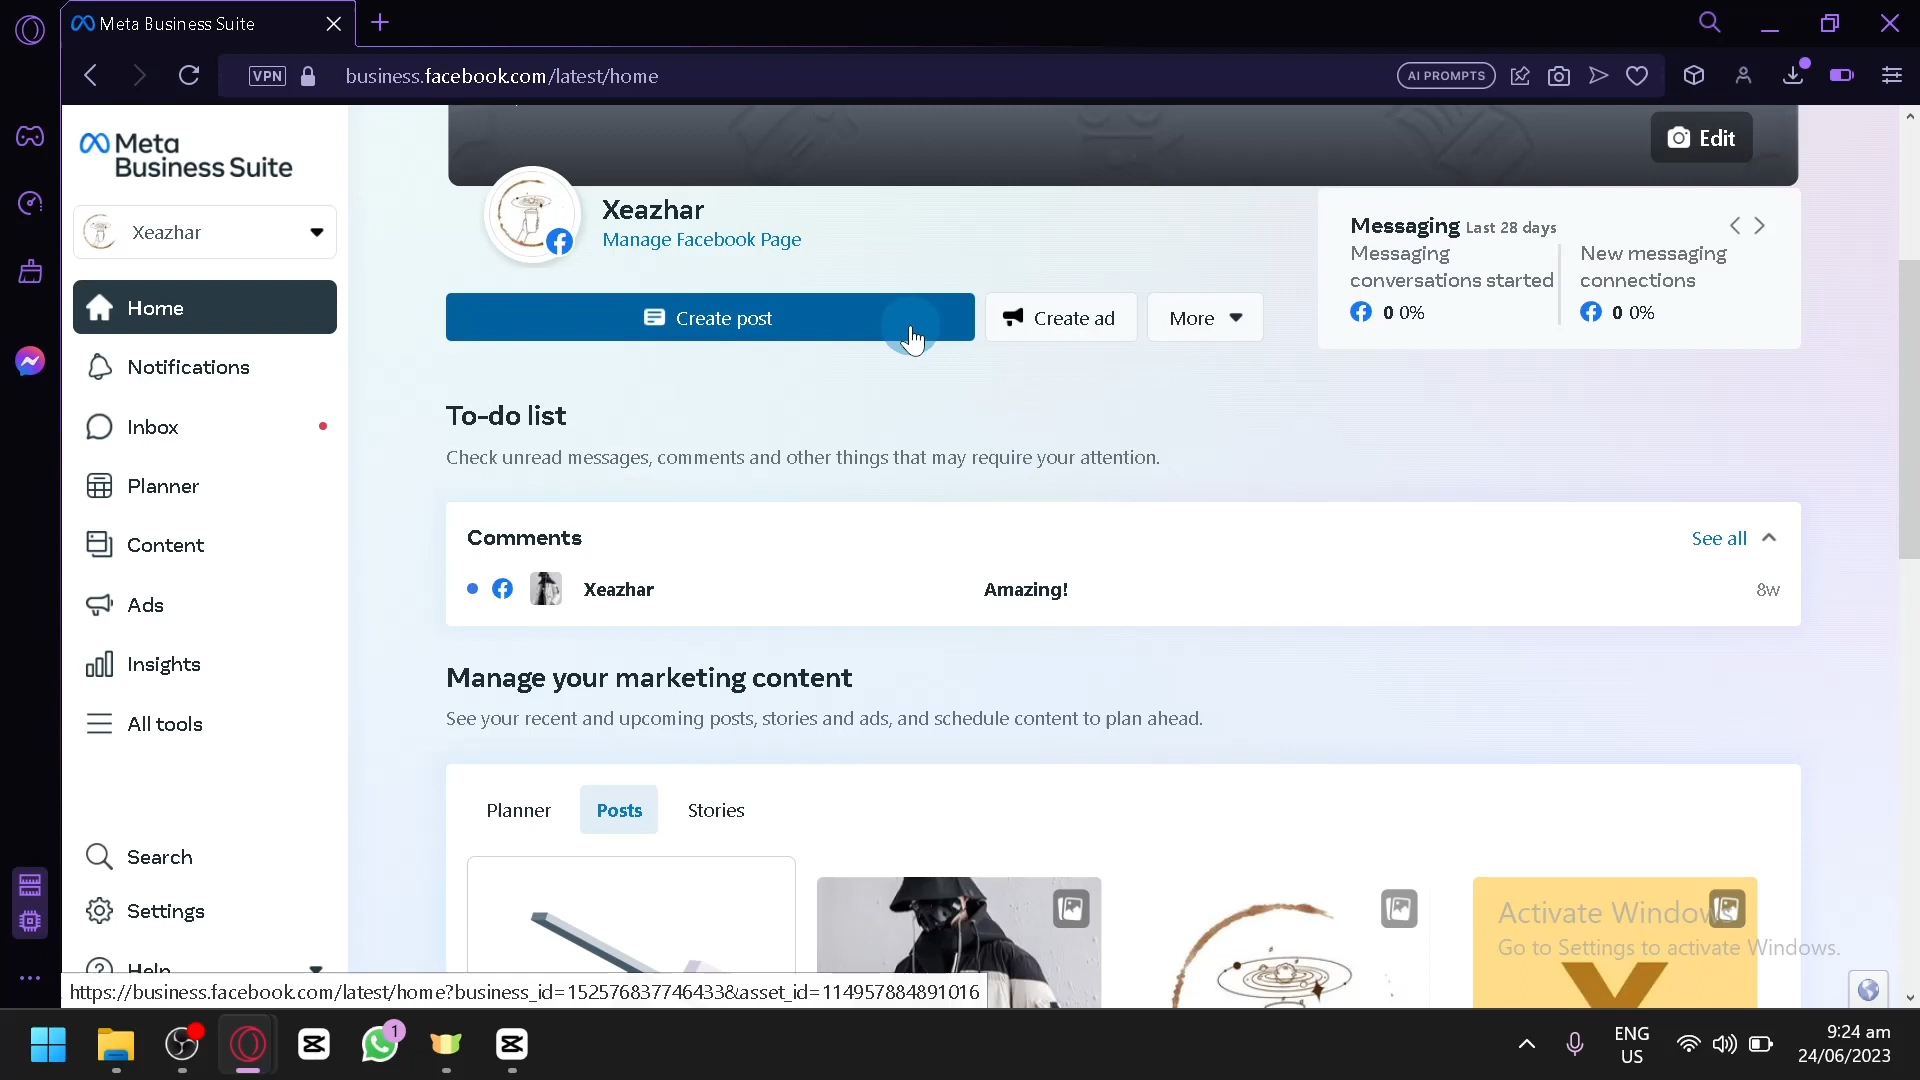 Meta Business Suite
VPN
business.facebook.com/latest/home
AI PROMPTS
Meta
Business Suite
Xeazhar
Home
Notifications
Inbox
Planner
Content
Ads
Insights
All tools
Search
Settings
Help
Edit
Xeazhar
Manage Facebook Page
Create post
Create ad
More
Messaging Last 28 days
Messaging
conversations started
0 0%
New messaging
connections
0 0%
To-do list
Check unread messages, comments and other things that may require your attention.
Comments
See all
Xeazhar
Amazing!
8w
Manage your marketing content
See your recent and upcoming posts, stories and ads, and schedule content to plan ahead.
Planner
Posts
Stories
Activate Windows
Go to Settings to activate Windows.
https://business.facebook.com/latest/home?business_id=152576837746433&asset_id=114957884891016
1
ENG
US
9:24 am
24/06/2023